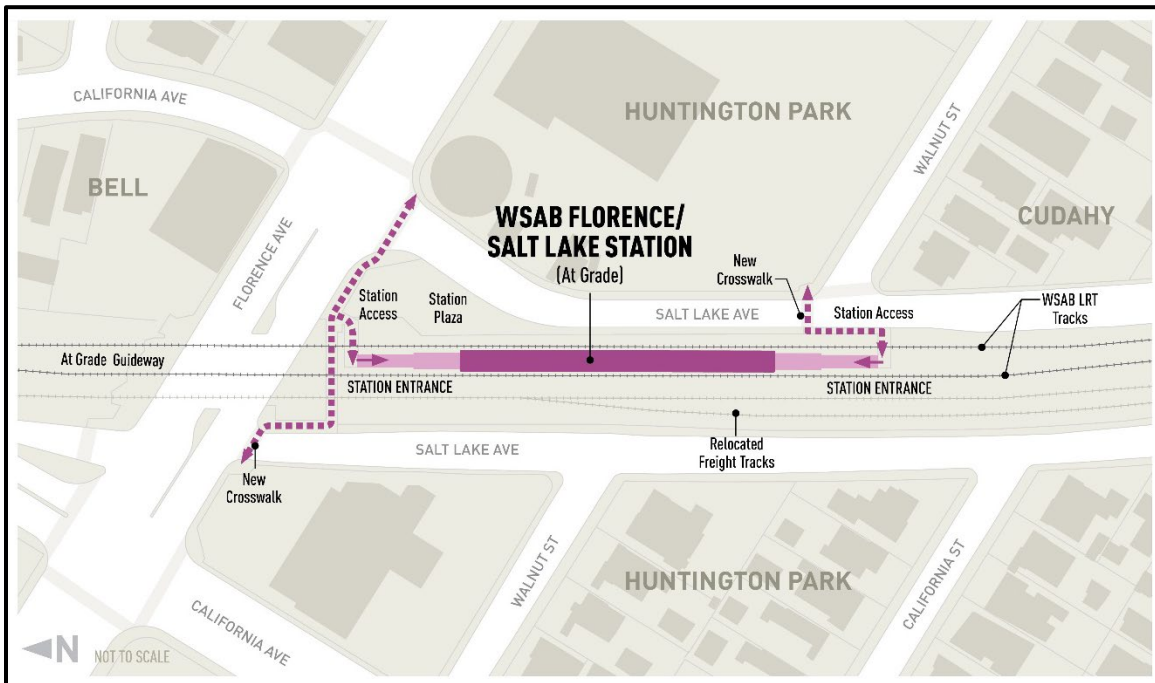 CALIFORNIA AVE
BELL
FLORENCE AVE
HUNTINGTON PARK
WALNUT ST
CUDAHY
WSAB FLORENCE/
SALT LAKE STATION
(At Grade)
Station
Access
Station
Plaza
New
Crosswalk
SALT LAKE AVE
Station Access
WSAB LRT
Tracks
At Grade Guideway
STATION ENTRANCE
STATION ENTRANCE
SALT LAKE AVE
Relocated
Freight Tracks
New
Crosswalk
WALNUT ST
HUNTINGTON PARK
CALIFORNIA ST
CALIFORNIA AVE
N
NOT TO SCALE